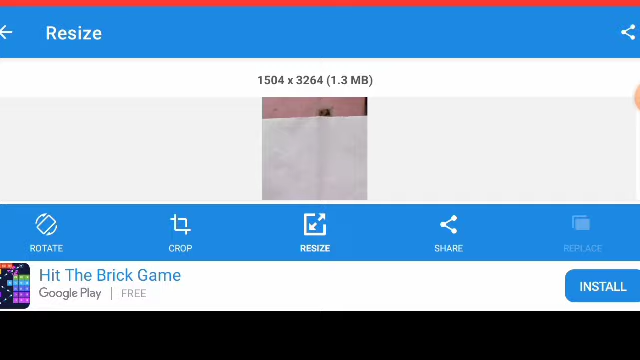 Resize
1504 x 3264 (1.3 MB)
ROTATE
CROP
RESIZE
SHARE
REPLACE
Hit The Brick Game
Google Play | FREE
INSTALL